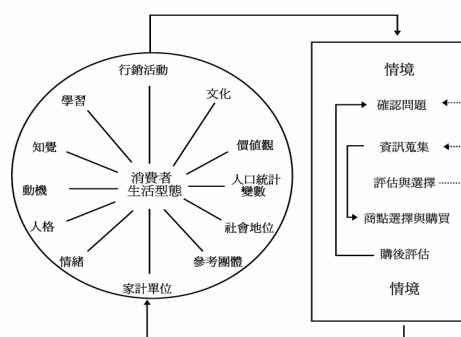 行銷活動
文化
價值觀
人口統計
變數
社會地位
參考團體
家計單位
情緒
人格
動機
知覺
學習
消費者
生活型態
情境
確認問題
資訊蒐集
評估與選擇
商點選擇與購買
購後評估
情境